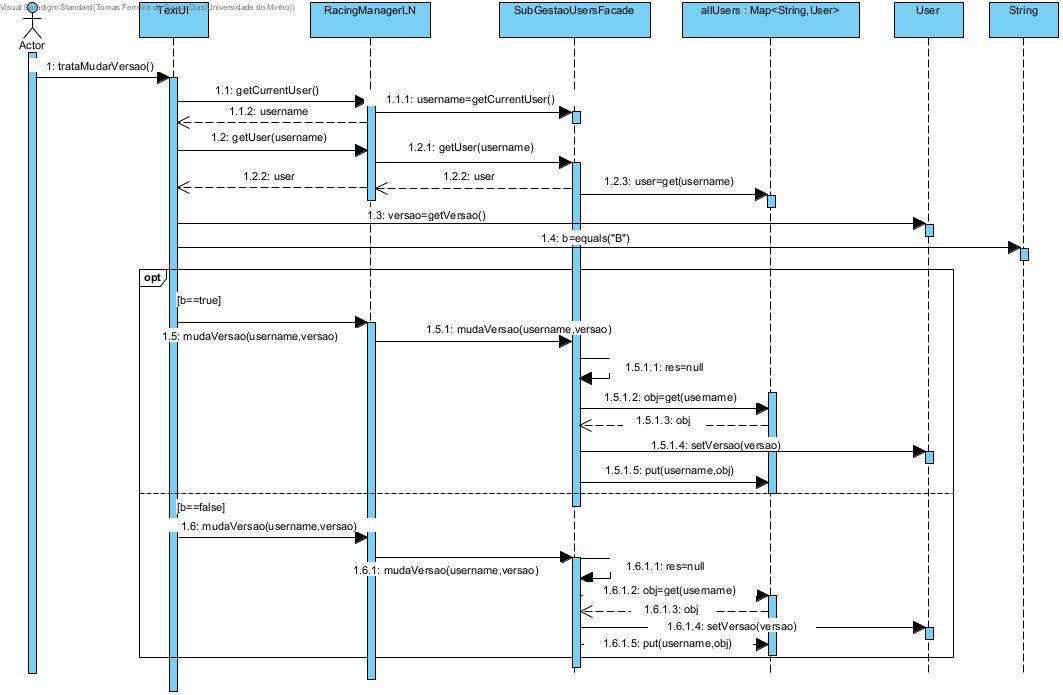 Visual Paradigm Standard(Tomas Ferreira Universidade do Minho))
TextUI
RacingManagerLN
SubGestaoUsersFacade
allUsers : Map<String,User>
User
String
Actor
1: trataMudarVersao()
1.1: getCurrentUser()
1.1.1: username=getCurrentUser()
1.1.2: username
1.2: getUser(username)
1.2.1: getUser(username)
1.2.2: user
1.2.2: user
1.2.3: user=get(username)
1.3: versao=getVersao()
1.4: b=equals("B")
opt
[b==true]
1.5: mudaVersao(username,versao)
1.5.1: mudaVersao(username,versao)
1.5.1.1: res=null
1.5.1.2: obj=get(username)
1.5.1.3: obj
1.5.1.4: setVersao(versao)
1.5.1.5: put(username,obj)
[b==false]
1.6: mudaVersao(username,versao)
1.6.1: mudaVersao(username,versao)
1.6.1.1: res=null
1.6.1.2: obj=get(username)
1.6.1.3: obj
1.6.1.4: setVersao(versao)
1.6.1.5: put(username,obj)